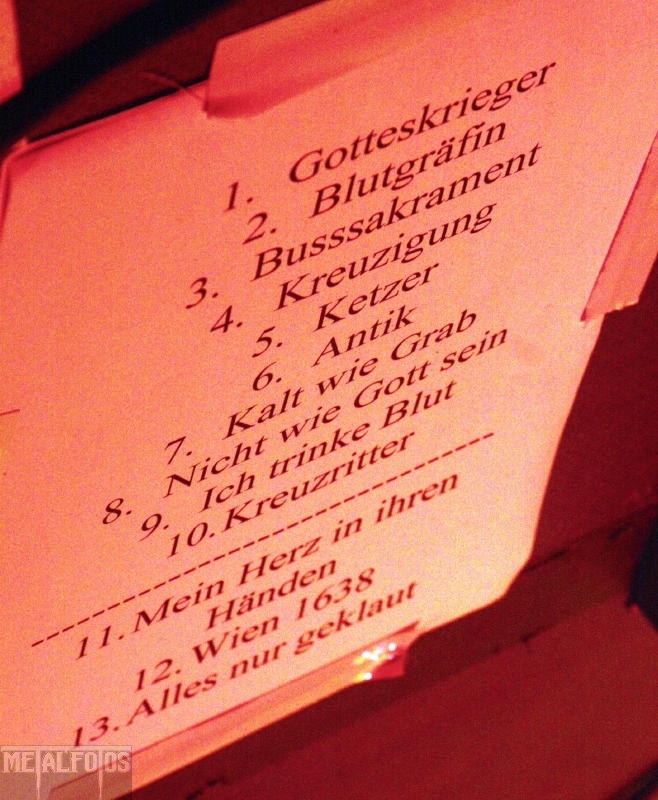 1. Gotteskrieger
2. Blutgräfin
3. Busssakrament
4. Kreuzigung
5. Ketzer
6. Antik
7. Kalt wie Grab
8. Nicht wie Gott sein
9. Ich trinke Blut
10. Kreuzritter
--------------------------------
11. Mein Herz in ihren
Händen
12. Wien 1638
13. Alles nur geklaut
METALFOTOS